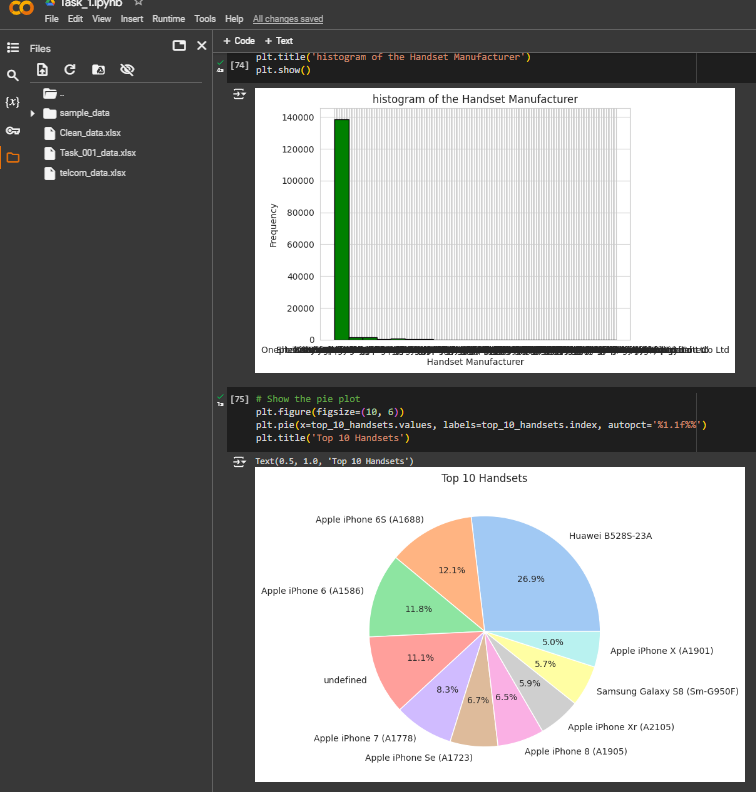 Task_1.ipynb
File Edit View Insert Runtime Tools Help All changes saved
Files
+ Code + Text
..
sample_data
Clean_data.xlsx
Task_001_data.xlsx
telcom_data.xlsx
{x}
[74]
4s
plt.title('histogram of the Handset Manufacturer')
plt.show()
histogram of the Handset Manufacturer
140000
120000
100000
80000
60000
40000
20000
0
Frequency
Handset Manufacturer
[75]
1s
# Show the pie plot
plt.figure(figsize=(10, 6))
plt.pie(x=top_10_handsets.values, labels=top_10_handsets.index, autopct='%1.1f%%')
plt.title('Top 10 Handsets')
Text(0.5, 1.0, 'Top 10 Handsets')
Top 10 Handsets
Apple iPhone 6S (A1688)
Huawei B528S-23A
12.1%
26.9%
Apple iPhone 6 (A1586)
11.8%
5.0%
Apple iPhone X (A1901)
11.1%
5.7%
undefined
8.3%
6.7%
6.5%
5.9%
Samsung Galaxy S8 (Sm-G950F)
Apple iPhone Xr (A2105)
Apple iPhone 7 (A1778)
Apple iPhone 8 (A1905)
Apple iPhone Se (A1723)